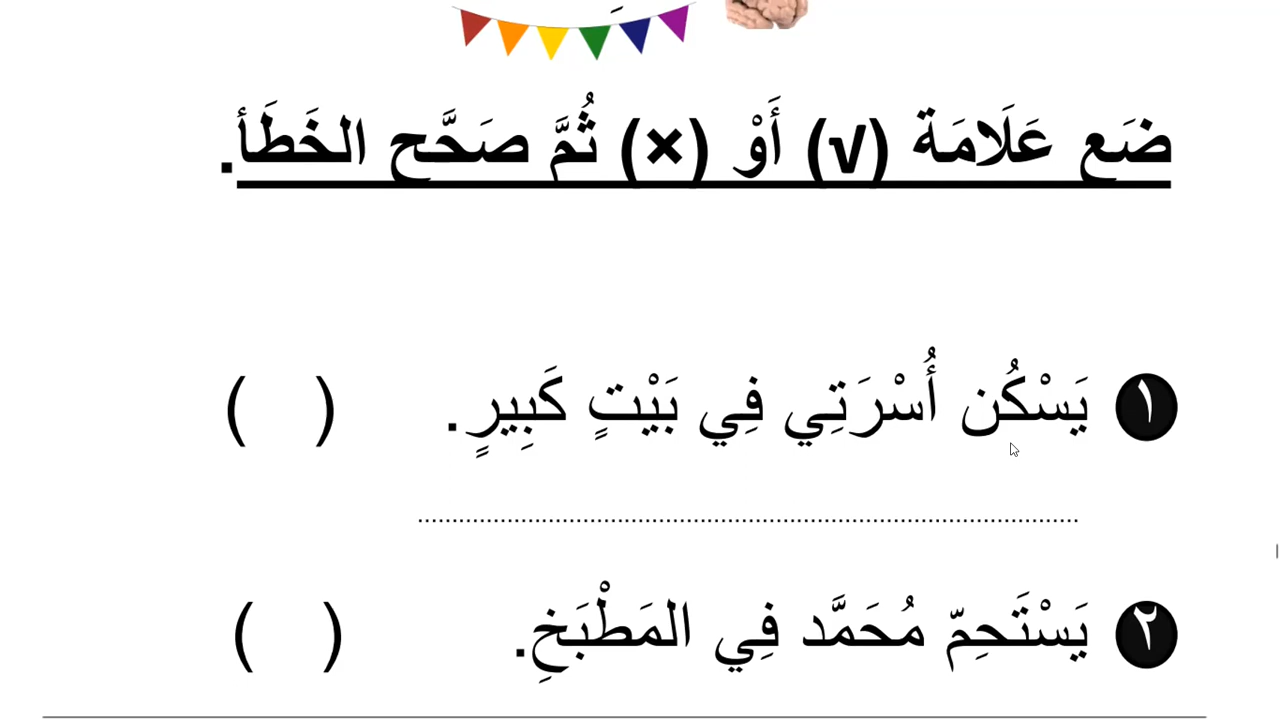 ضَع عَلَامَة (√) أَوْ (×) ثُمَّ صَحَّح الخَطَأ.
١ يَسْكُن أُسْرَتِي فِي بَيْتٍ كَبِيرٍ. ( )
................................................................................................
٢ يَسْتَحِمّ مُحَمَّد فِي المَطْبَخِ. ( )